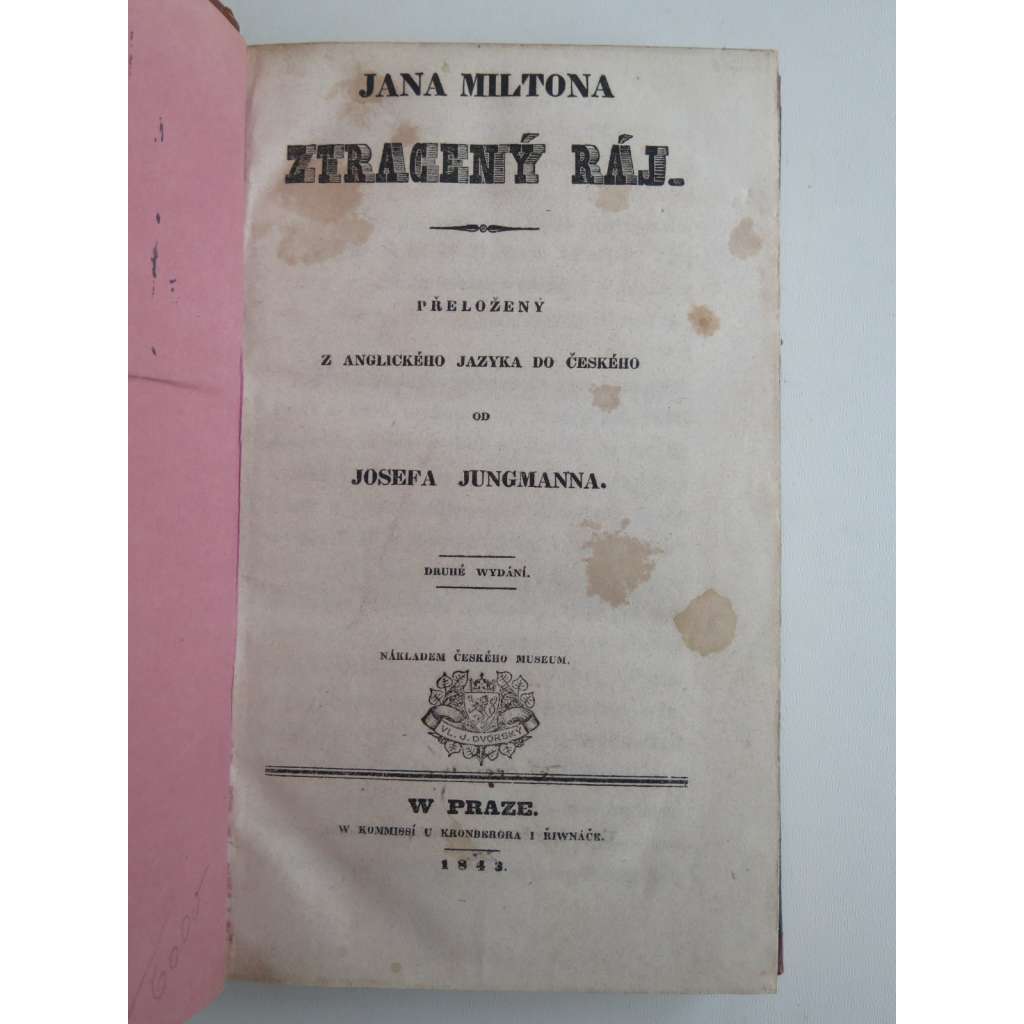 JANA MILTONA
ZTRACENÝ RÁJ.
PŘELOŽENÝ
Z ANGLICKÉHO JAZYKA DO ČESKÉHO
OD
JOSEFA JUNGMANNA.
DRUHÉ WYDÁNÍ.
NÁKLADEM ČESKÉHO MUSEUM.
VL. J. DVORSKÝ
W PRAZE.
W KOMMISSÍ U KRONBERGRA I ŘIWNÁČE.
1843.